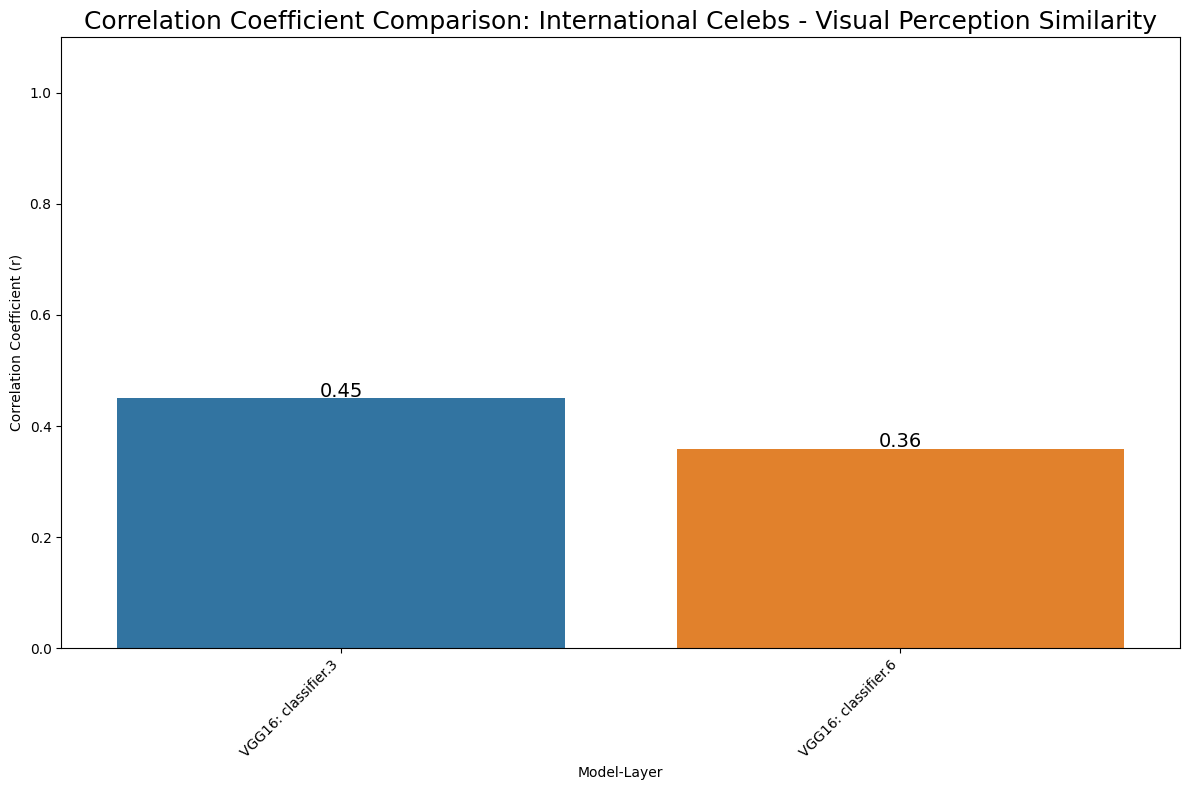 Correlation Coefficient Comparison: International Celebs - Visual Perception Similarity
1.0
0.8
0.6
0.4
0.2
0.0
Correlation Coefficient (r)
0.45
0.36
VGG16: classifier.3
VGG16: classifier.6
Model-Layer